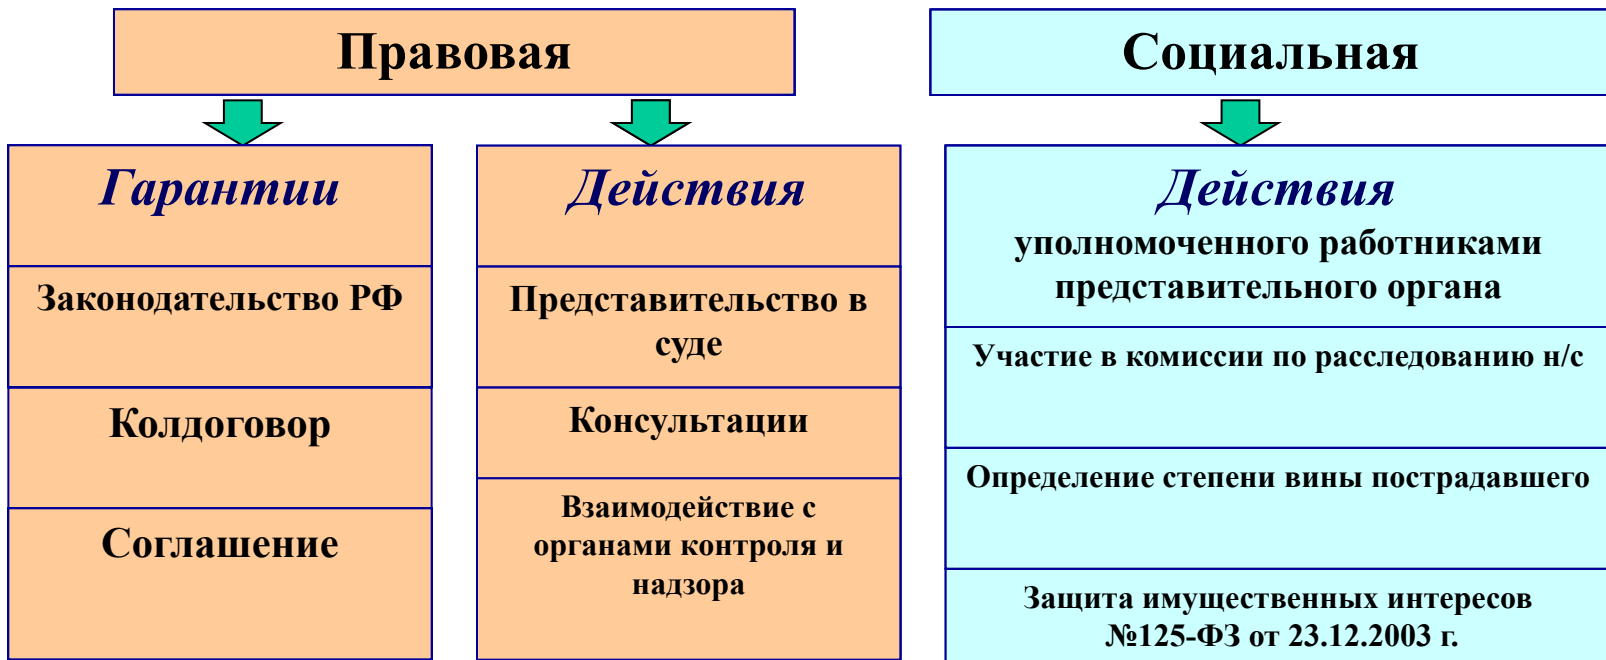 Правовая
Социальная
Гарантии
Законодательство РФ
Колдоговор
Соглашение
Действия
Представительство в
суде
Консультации
Взаимодействие с
органами контроля и
надзора
Действия
уполномоченного работниками
представительного органа
Участие в комиссии по расследованию н/с
Определение степени вины пострадавшего
Защита имущественных интересов
№125-ФЗ от 23.12.2003 г.